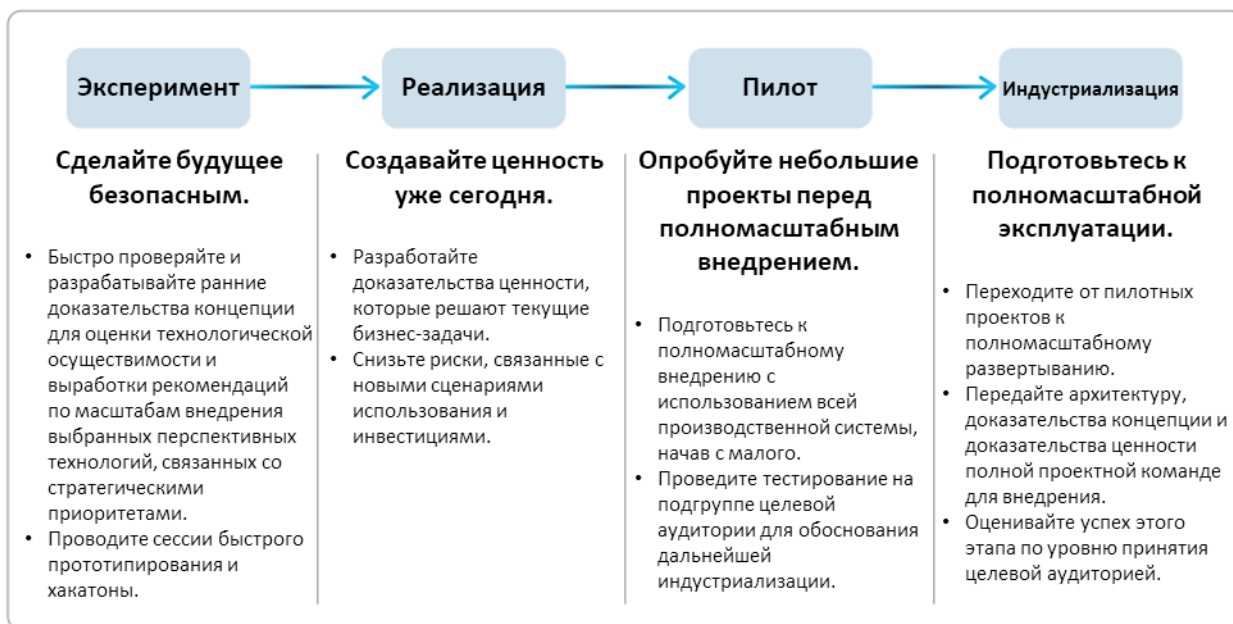 Эксперимент
Реализация
Пилот
Индустриализация
Сделайте будущее
безопасным.
• Быстро проверяйте и
разрабатывайте ранние
доказательства концепции
для оценки технологической
осуществимости и
выработки рекомендаций
по масштабам внедрения
выбранных перспективных
технологий, связанных со
стратегическими
приоритетами.
• Проводите сессии быстрого
прототипирования и
хакатоны.
Создавайте ценность
уже сегодня.
• Разработайте
доказательства ценности,
которые решают текущие
бизнес-задачи.
• Снизьте риски, связанные с
новыми сценариями
использования и
инвестициями.
Опробуйте небольшие
проекты перед
полномасштабным
внедрением.
• Подготовьтесь к
полномасштабному
внедрению с
использованием всей
производственной системы,
начав с малого.
• Проведите тестирование на
подгруппе целевой
аудитории для обоснования
дальнейшей
индустриализации.
Подготовьтесь к
полномасштабной
эксплуатации.
• Переходите от пилотных
проектов к
полномасштабному
развертыванию.
• Передайте архитектуру,
доказательства концепции и
доказательства ценности
полной проектной команде
для внедрения.
• Оценивайте успех этого
этапа по уровню принятия
целевой аудиторией.